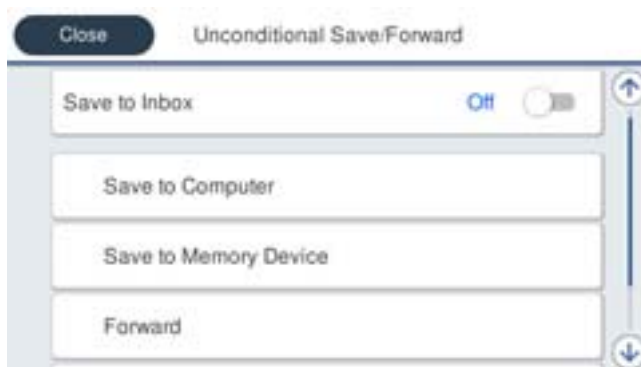 Close Unconditional Save/Forward
Save to Inbox Off
Save to Computer
Save to Memory Device
Forward